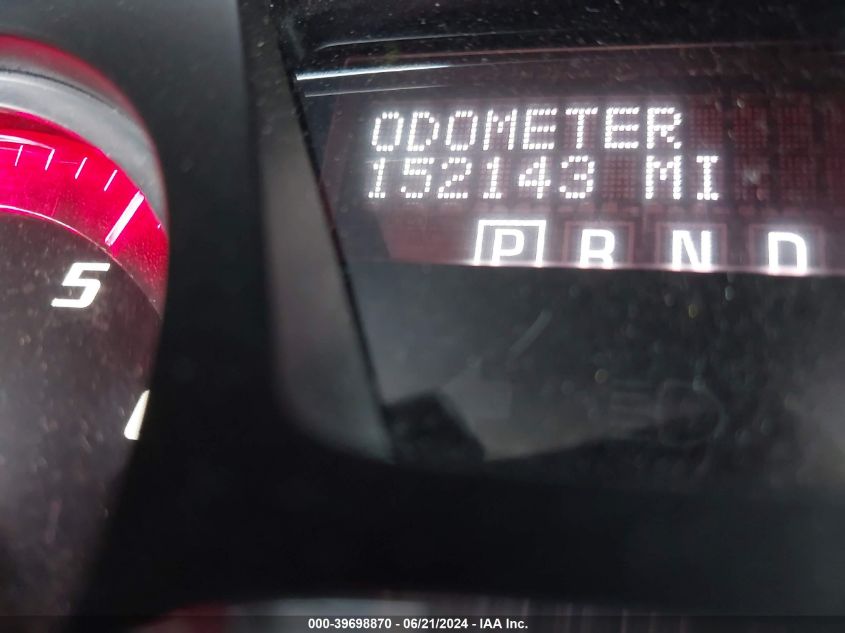 ODOMETER
152143 MI
P R N D
5
000-39698870 - 06/21/2024 - IAA Inc.